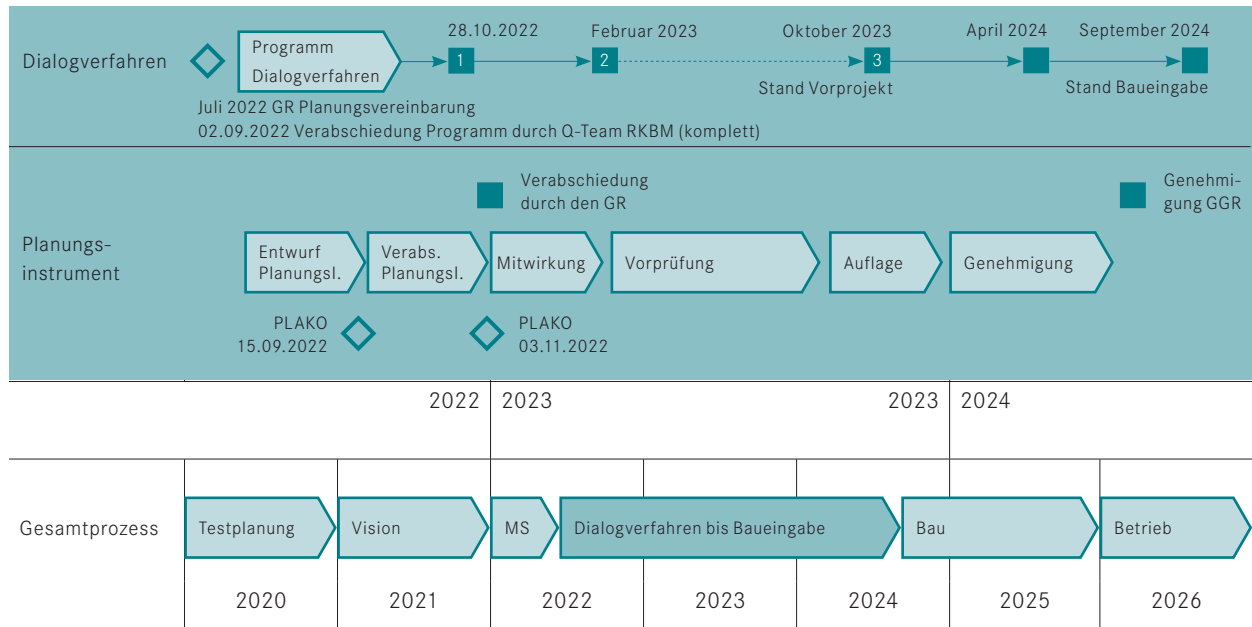 28.10.2022
Februar 2023
Oktober 2023
April 2024
September 2024
Dialogverfahren
Programm
Dialogverfahren
1
2
3
Stand Vorprojekt
Stand Baueingabe
Juli 2022 GR Planungsvereinbarung
02.09.2022 Verabschiedung Programm durch Q-Team RKBM (komplett)
Verabschiedung
durch den GR
Genehmi-
gung GGR
Planungs-
instrument
Entwurf
Planungsl.
Verabs.
Planungsl.
Mitwirkung
Vorprüfung
Auflage
Genehmigung
PLAKO
15.09.2022
PLAKO
03.11.2022
2022
2023
2023
2024
Gesamtprozess
Testplanung
Vision
MS
Dialogverfahren bis Baueingabe
Bau
Betrieb
2020
2021
2022
2023
2024
2025
2026